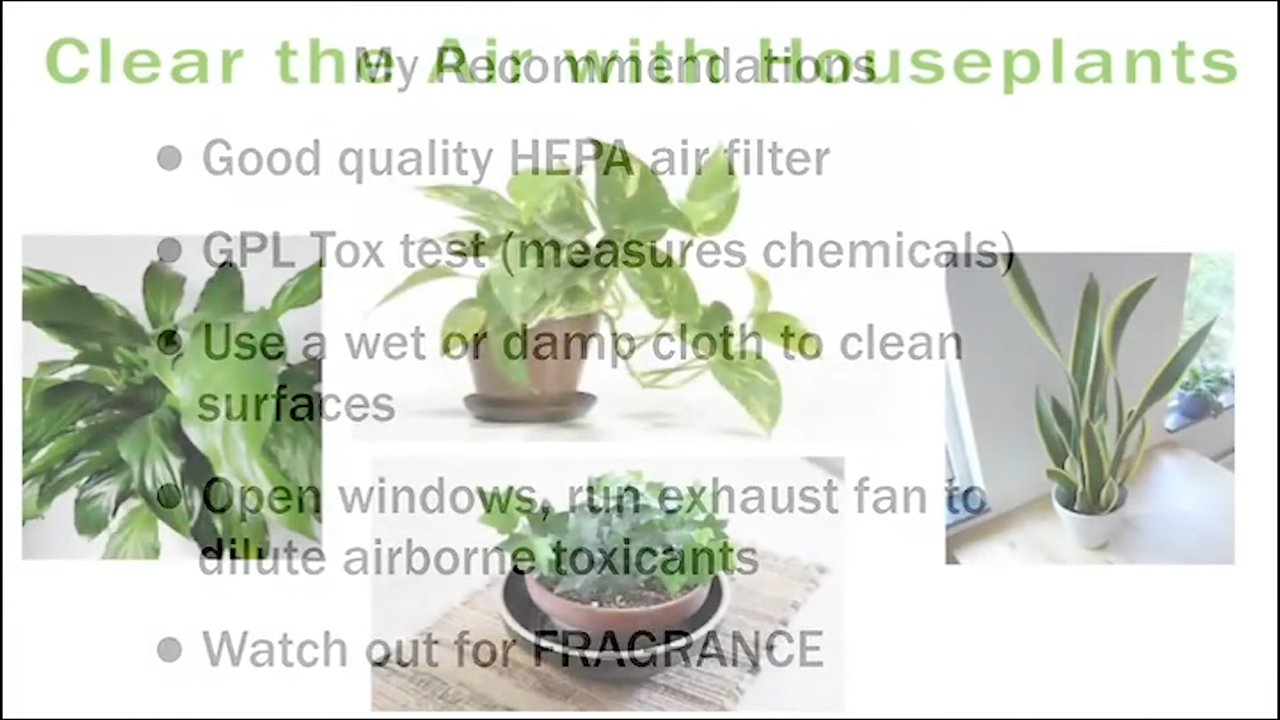 Clear the Air with Houseplants
My Recommendations
• Good quality HEPA air filter
• GPL Tox test (measures chemicals)
• Use a wet or damp cloth to clean
surfaces
• Open windows, run exhaust fan to
dilute airborne toxicants
• Watch out for FRAGRANCE